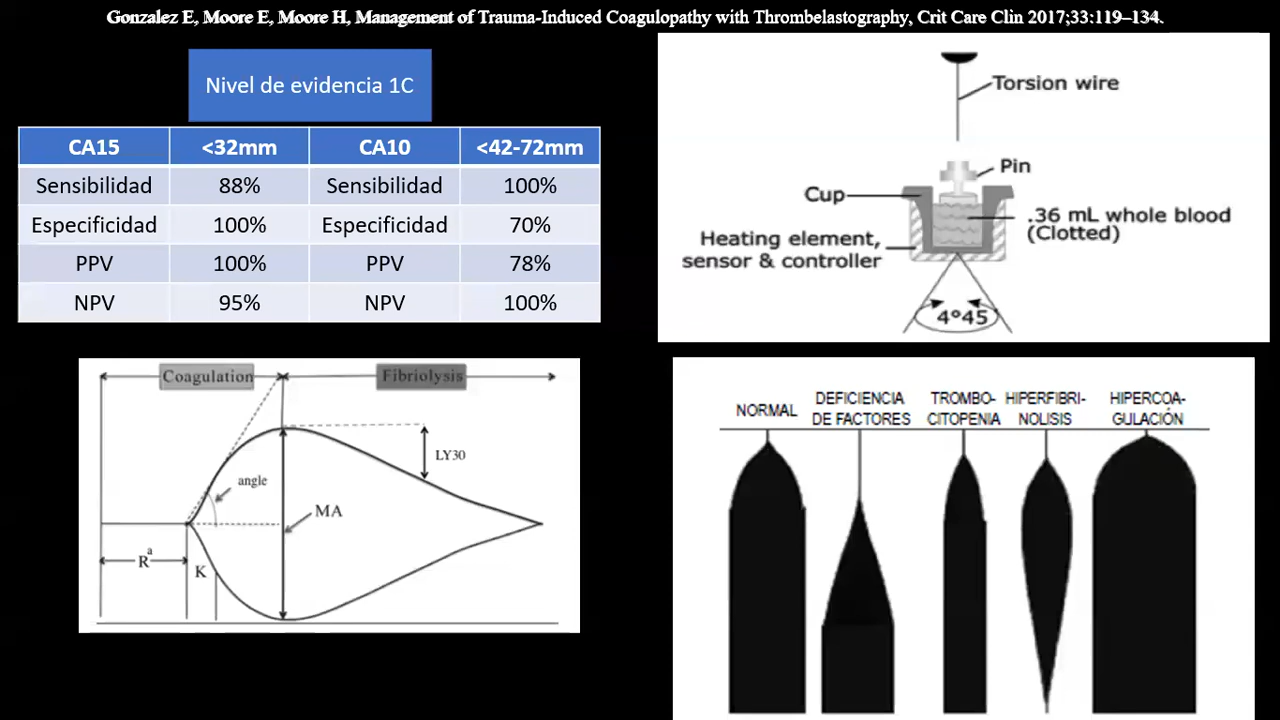 Gonzalez E, Moore E, Moore H, Management of Trauma-Induced Coagulopathy with Thrombelastography, Crit Care Clin 2017;33:119–134.
Nivel de evidencia 1C
CA15 <32mm CA10 <42-72mm
Sensibilidad 88% Sensibilidad 100%
Especificidad 100% Especificidad 70%
PPV 100% PPV 78%
NPV 95% NPV 100%
Torsion wire
Pin
Cup
.36 mL whole blood
(Clotted)
Heating element,
sensor & controller
4°45
Coagulation Fibriolysis
LY30
angle
MA
R a
K
NORMAL
DEFICIENCIA
DE FACTORES
TROMBO-
CITOPENIA
HIPERFIBRI-
NOLISIS
HIPERCOA-
GULACIÓN